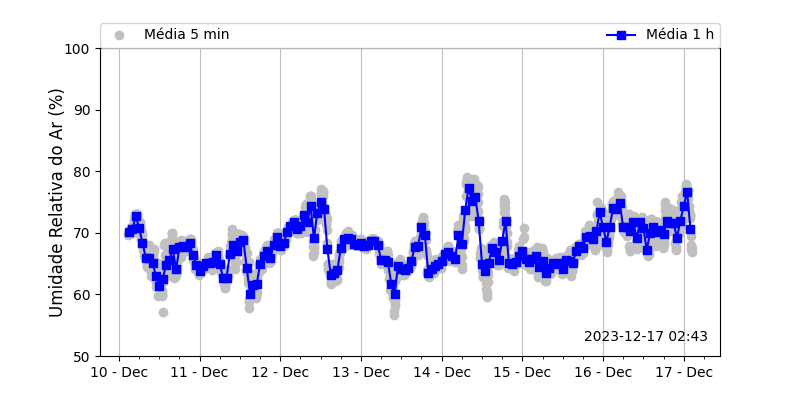 Média 5 min
Média 1 h
Umidade Relativa do Ar (%)
100
90
80
70
60
50
2023-12-17 02:43
10 - Dec
11 - Dec
12 - Dec
13 - Dec
14 - Dec
15 - Dec
16 - Dec
17 - Dec